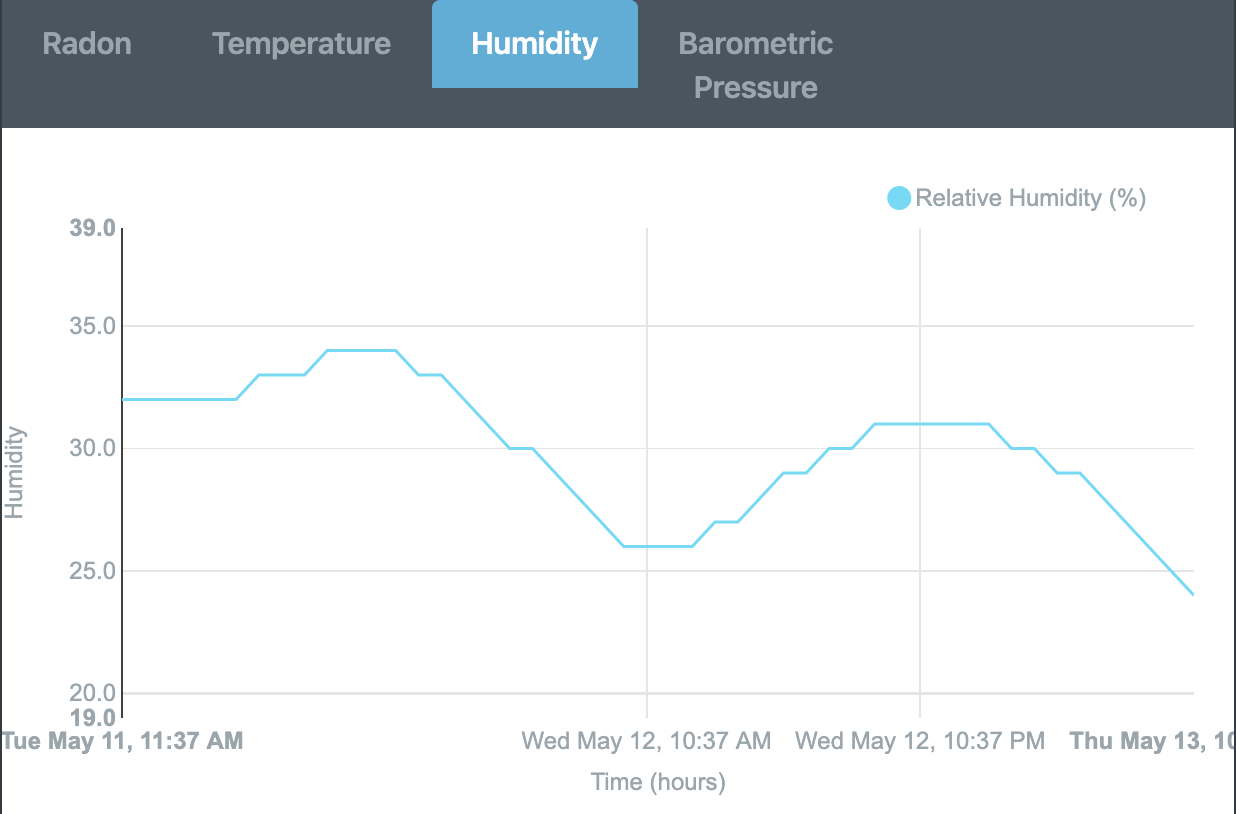 Radon
Temperature
Humidity
Barometric
Pressure
Relative Humidity (%)
39.0
35.0
30.0
25.0
20.0
19.0
Humidity
Tue May 11, 11:37 AM
Wed May 12, 10:37 AM
Wed May 12, 10:37 PM
Thu May 13, 10
Time (hours)